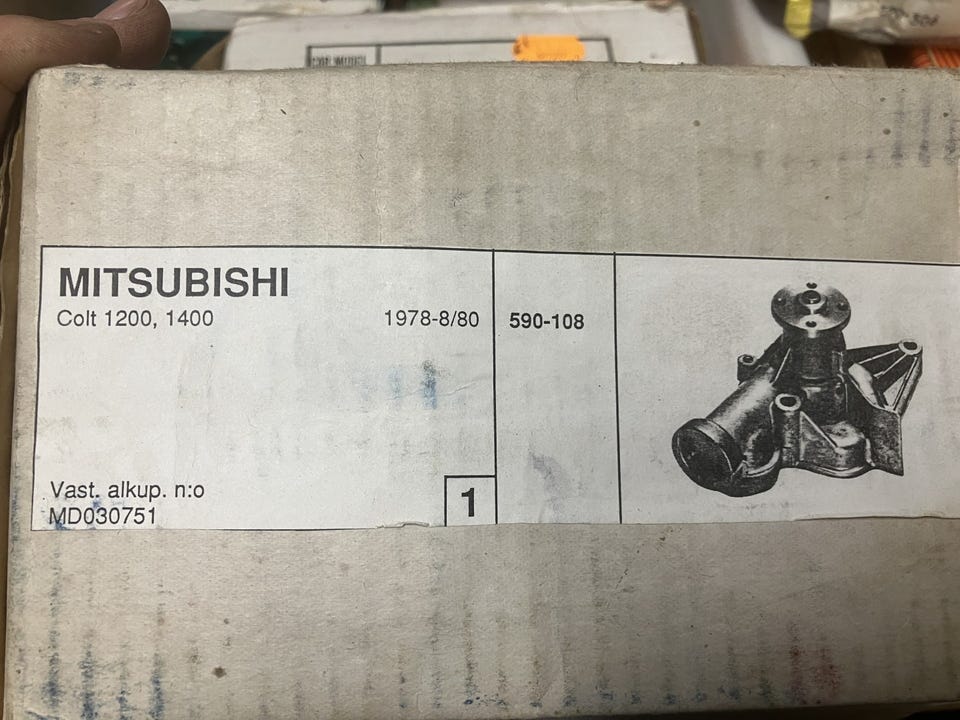 MITSUBISHI
Colt 1200, 1400 1978-8/80 590-108
Vast. alkup. n:o
MD030751
1